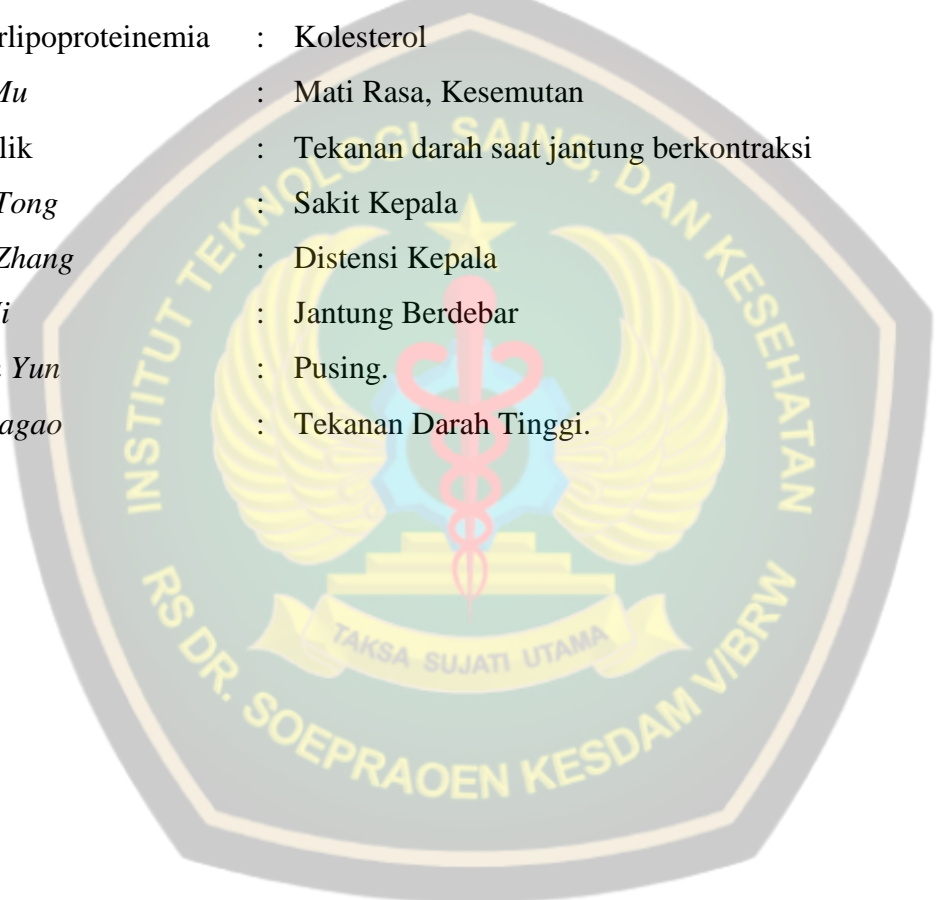 rlipoproteinemia : Kolesterol
Mu : Mati Rasa, Kesemutan
lik : Tekanan darah saat jantung berkontraksi
Tong : Sakit Kepala
Zhang : Distensi Kepala
i : Jantung Berdebar
Yun : Pusing.
agao : Tekanan Darah Tinggi.
INSTITUT TEKNOLOGI, SAINS, DAN KESEHATAN
TAKSA SUJATI UTAMA
RS DR. SOEPRAOEN KESDAM V/BRW